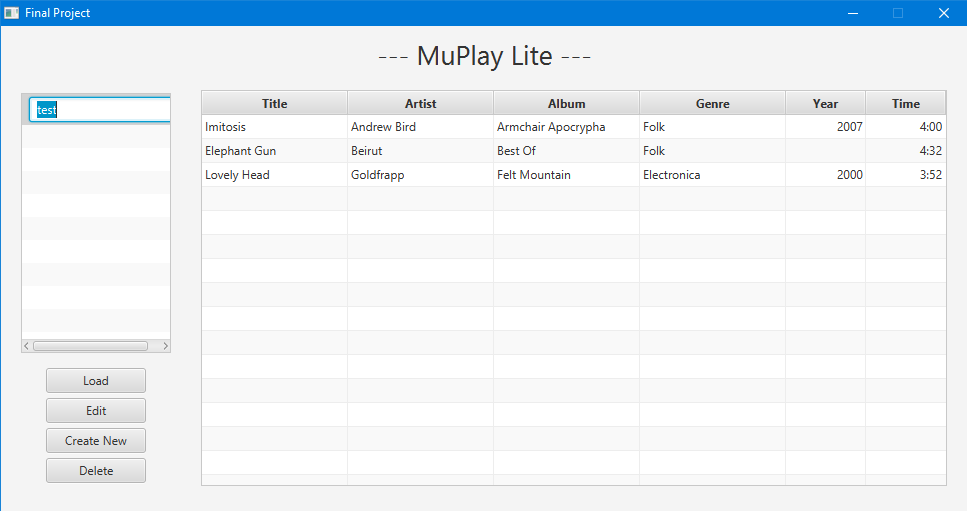 Final Project
--- MuPlay Lite ---
test
Title Artist Album Genre Year Time
Imitosis Andrew Bird Armchair Apocrypha Folk 2007 4:00
Elephant Gun Beirut Best Of Folk 4:32
Lovely Head Goldfrapp Felt Mountain Electronica 2000 3:52
Load
Edit
Create New
Delete